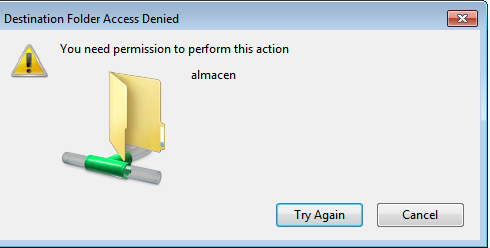 Destination Folder Access Denied
You need permission to perform this action
almacen
Try Again
Cancel